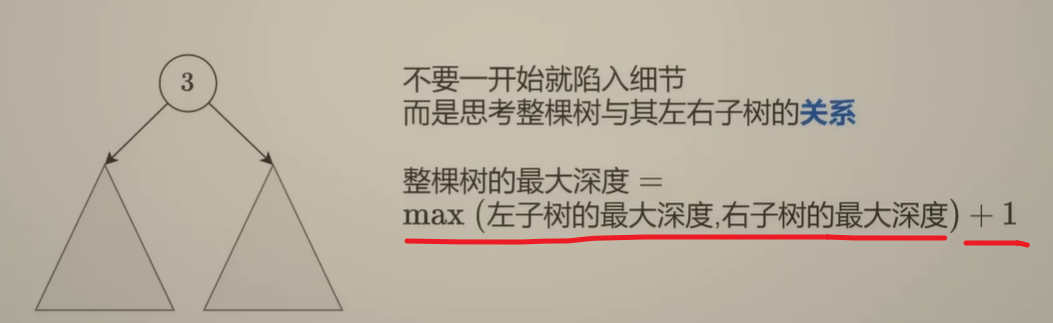 3
不要一开始就陷入细节
而是思考整棵树与其左右子树的关系
整棵树的最大深度 =
max (左子树的最大深度,右子树的最大深度) + 1